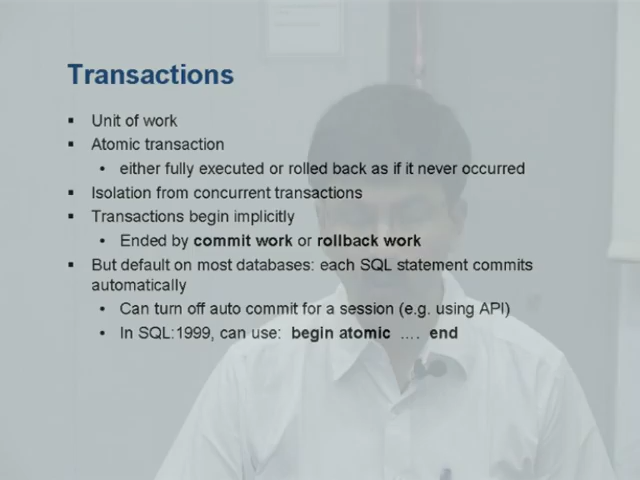 Transactions
▪ Unit of work
▪ Atomic transaction
• either fully executed or rolled back as if it never occurred
▪ Isolation from concurrent transactions
▪ Transactions begin implicitly
• Ended by commit work or rollback work
▪ But default on most databases: each SQL statement commits
automatically
• Can turn off auto commit for a session (e.g. using API)
• In SQL:1999, can use: begin atomic …. end